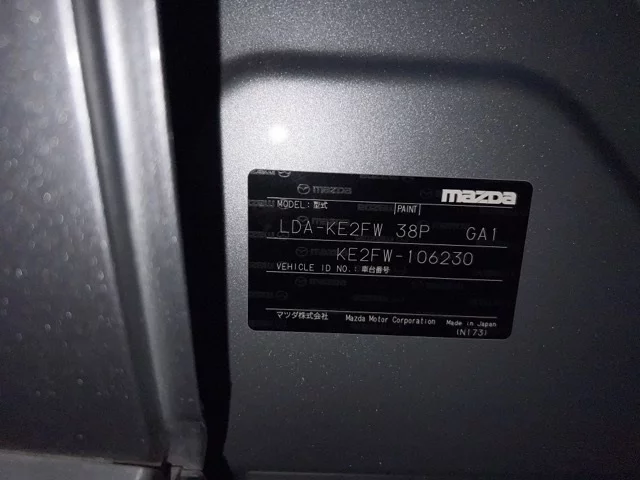 mazda mazda
MODEL:型式 PAINT
LDA-KE2FW 38P GA1
KE2FW-106230
VEHICLE ID NO.:車台番号
マツダ株式会社 Mazda Motor Corporation Made in Japan
(N173)